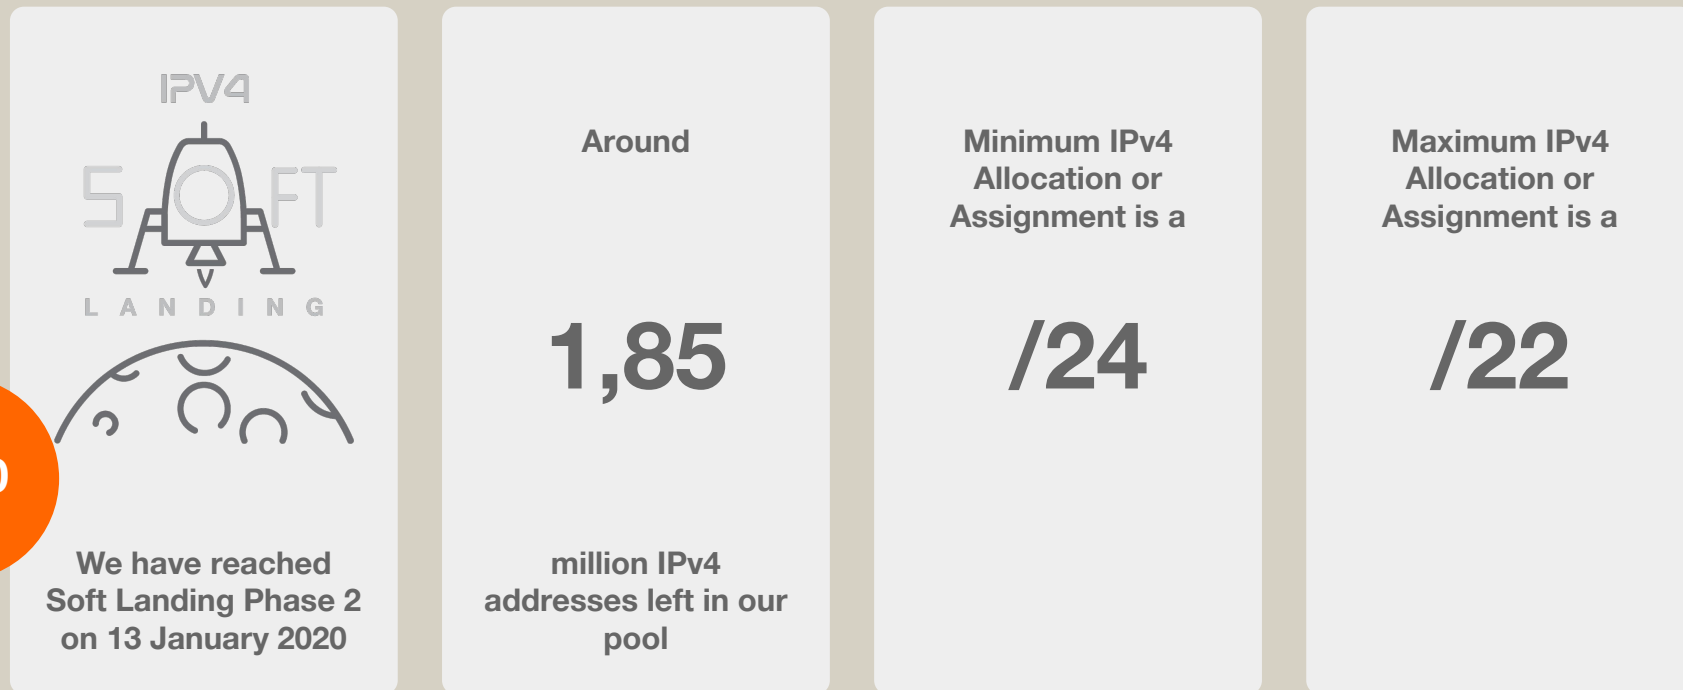 IPV4
SOFT
LANDING
We have reached
Soft Landing Phase 2
on 13 January 2020
Around
1,85
million IPv4
addresses left in our
pool
Minimum IPv4
Allocation or
Assignment is a
/24
Maximum IPv4
Allocation or
Assignment is a
/22